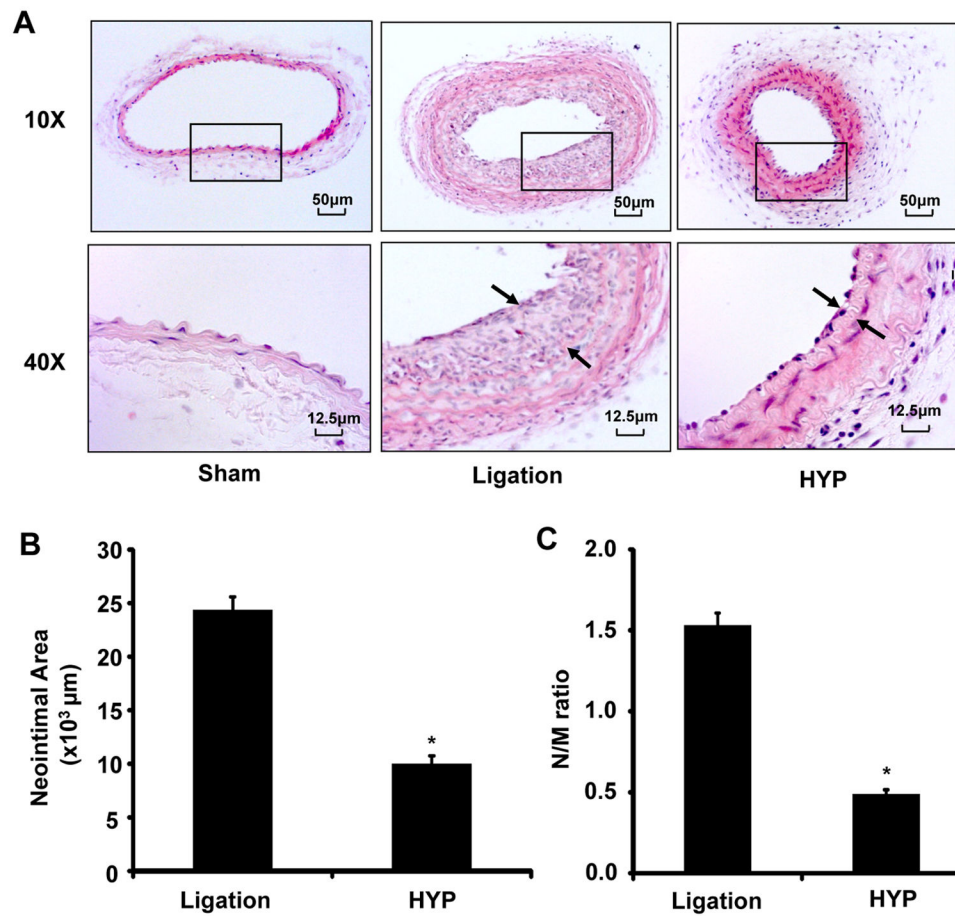 A
10X
50µm
50µm
50µm
40X
12.5µm
12.5µm
12.5µm
Sham
Ligation
HYP
B
Neointimal Area
(x10³ µm)
30
25
20
15
10
5
0
*
Ligation
HYP
C
N/M ratio
2.0
1.5
1.0
0.5
0.0
*
Ligation
HYP